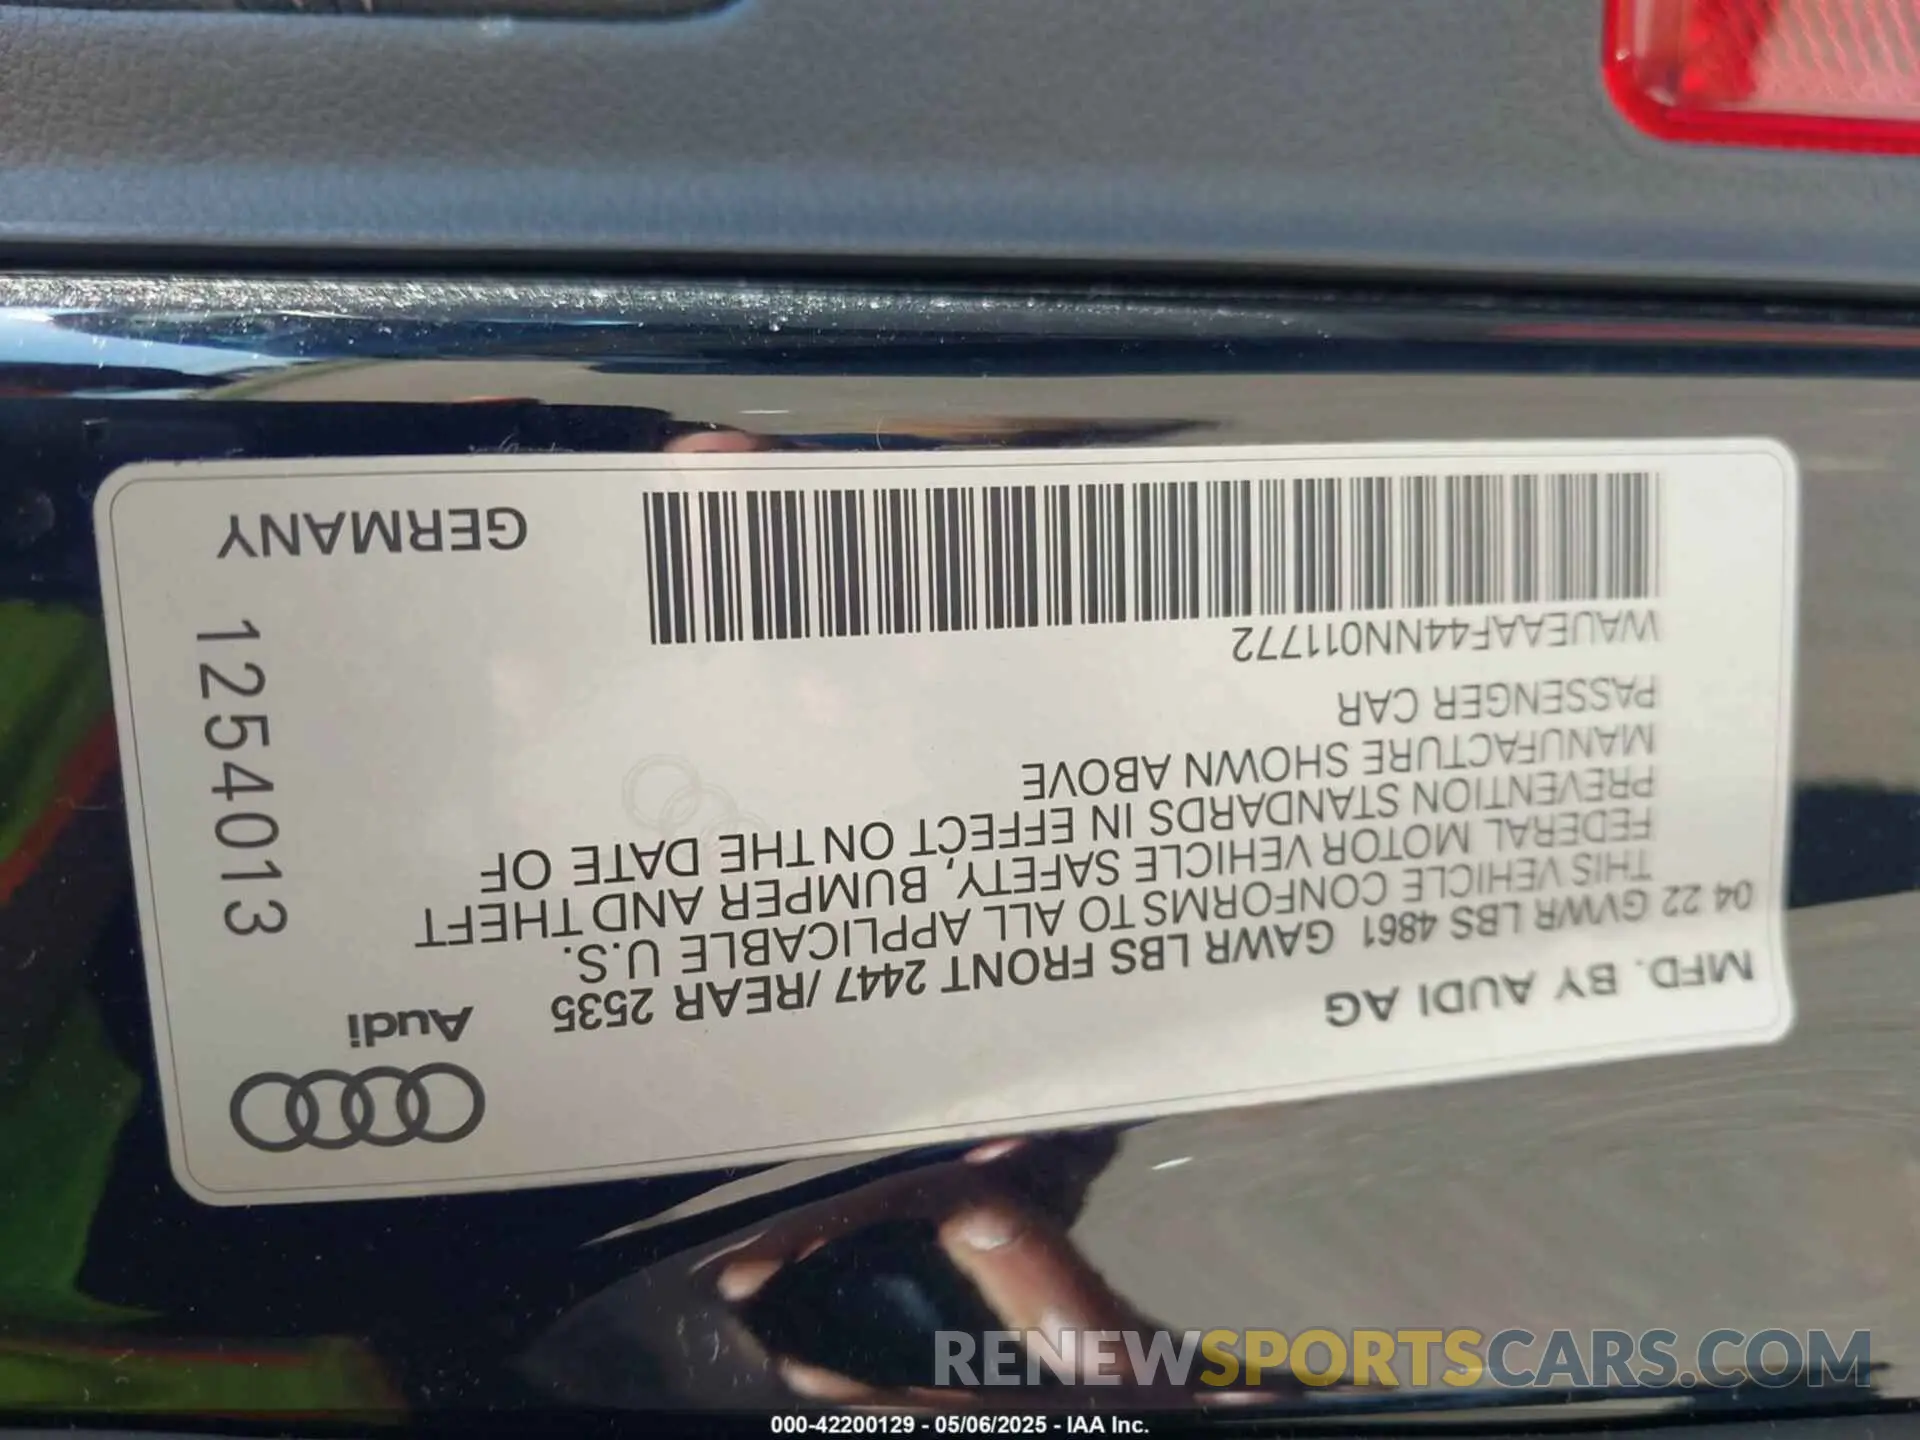 MFD. BY AUDI AG
04 22 GVWR LBS 4861 GAWR LBS FRONT 2447 /REAR 2535
THIS VEHICLE CONFORMS TO ALL APPLICABLE U.S.
FEDERAL MOTOR VEHICLE SAFETY, BUMPER AND THEFT
PREVENTION STANDARDS IN EFFECT ON THE DATE OF
MANUFACTURE SHOWN ABOVE
PASSENGER CAR
WAUEAAF44NN011772
Audi
1254013
GERMANY
RENEWSPORTSCARS.COM
000-42200129 - 05/06/2025 - IAA Inc.